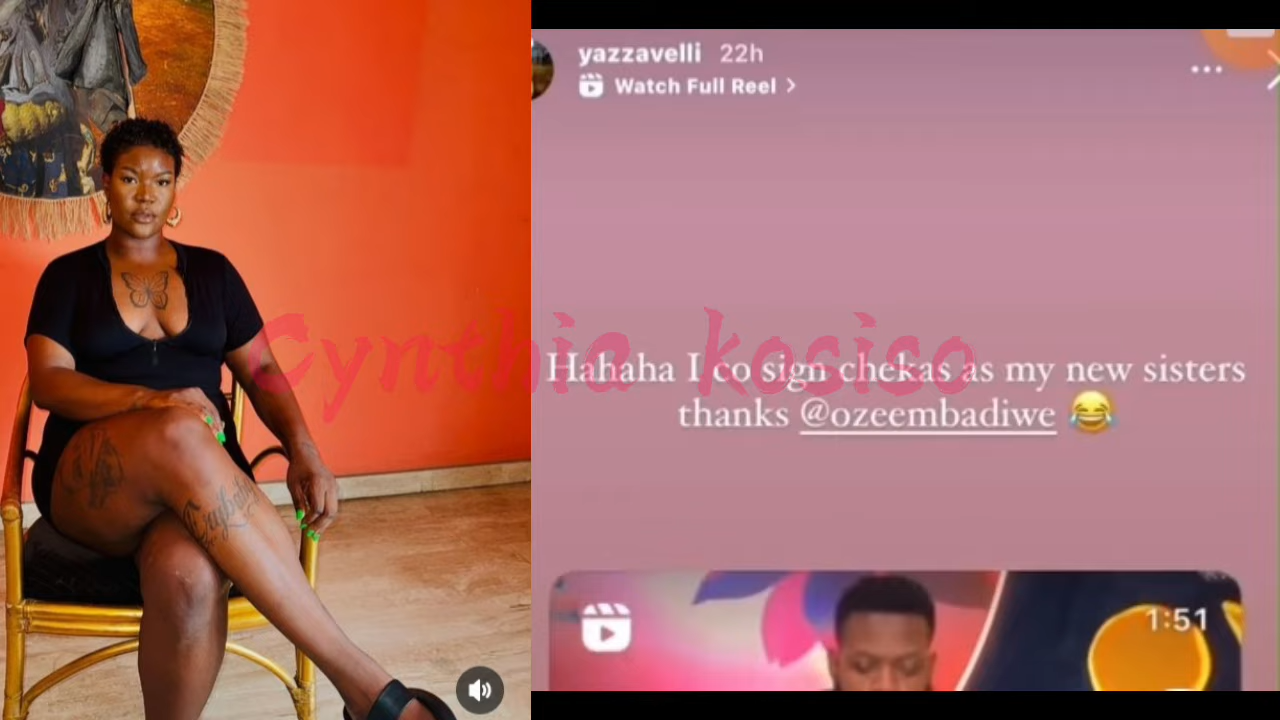 yazzavelli 22h
Watch Full Reel >
Cynthia kosiso
Hahaha I co sign chekas as my new sisters
thanks @ozeembadiwe 😂
1:51